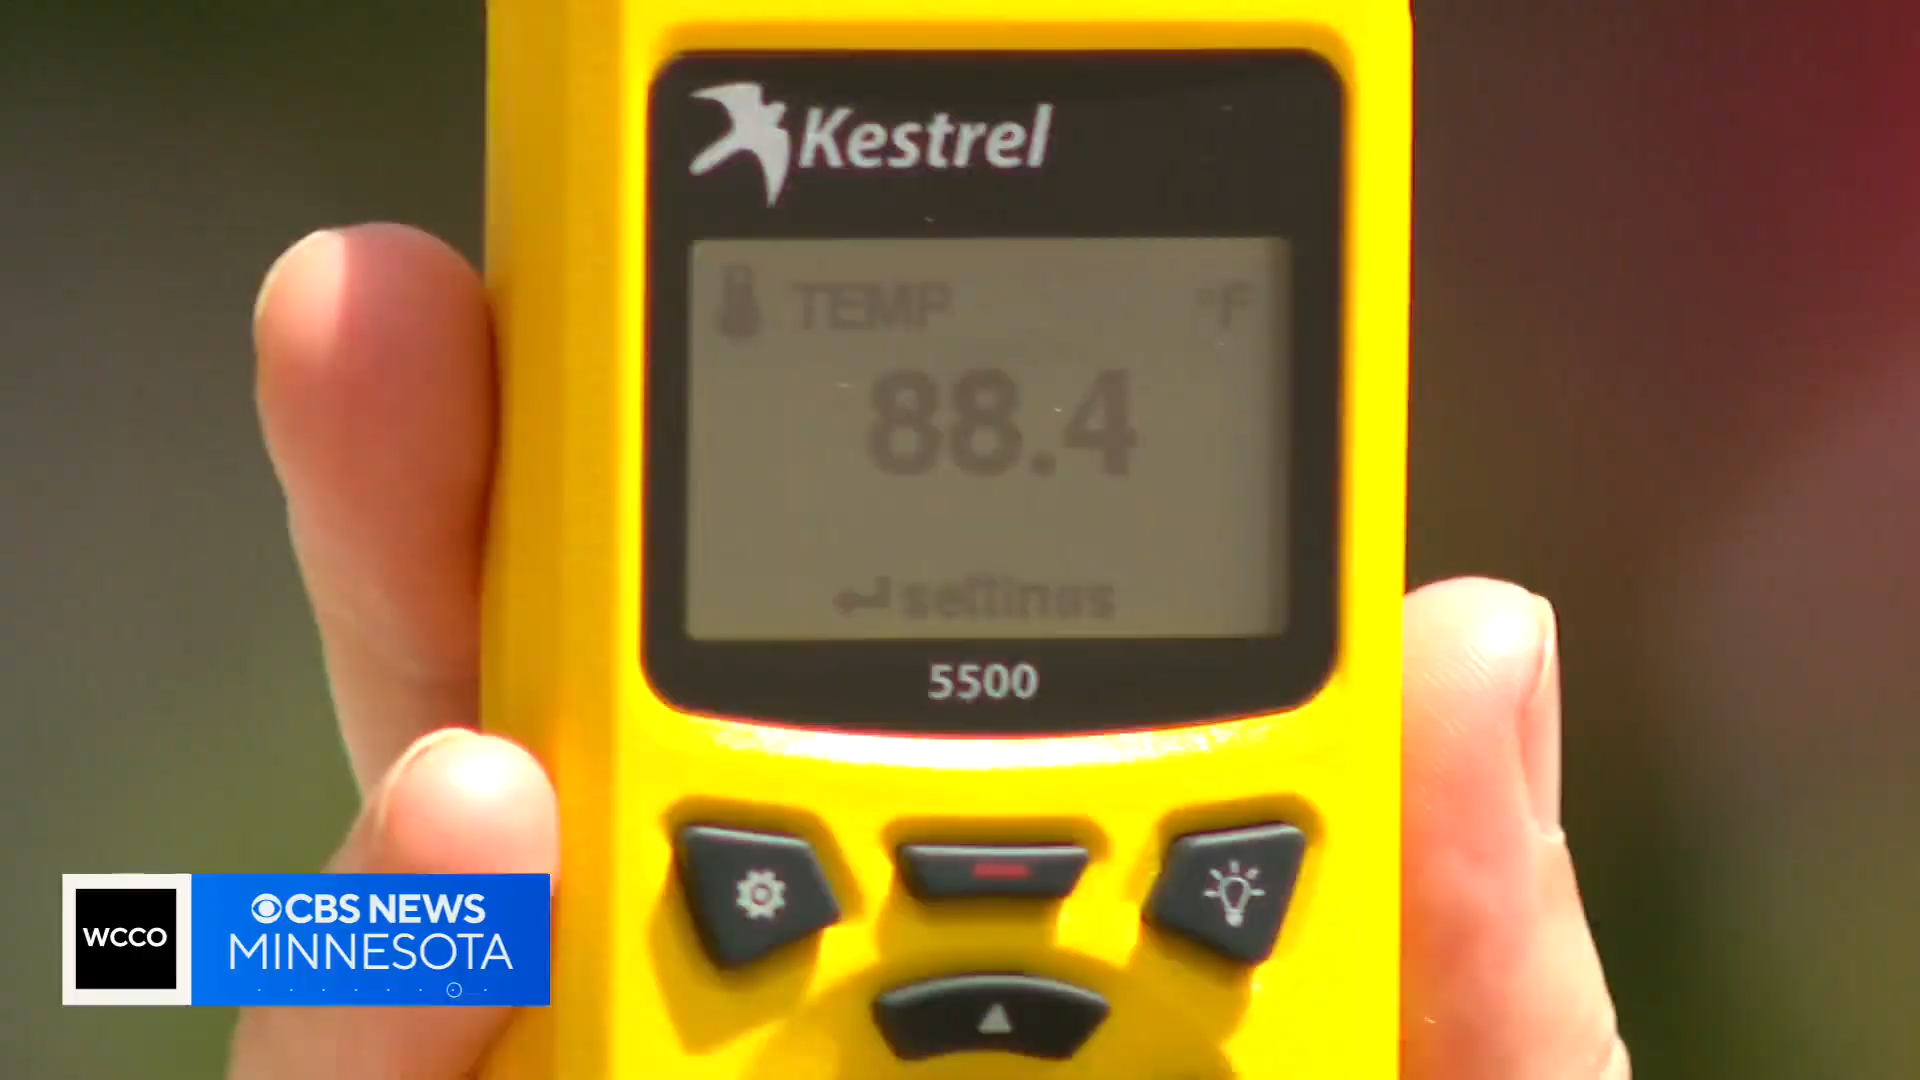 Kestrel
TEMP °F
88.4
settings
5500
WCCO
CBS NEWS
MINNESOTA